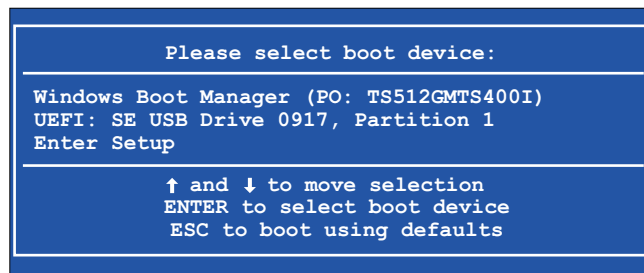 Please select boot device:
Windows Boot Manager (PO: TS512GMTS400I)
UEFI: SE USB Drive 0917, Partition 1
Enter Setup
↑ and ↓ to move selection
ENTER to select boot device
ESC to boot using defaults